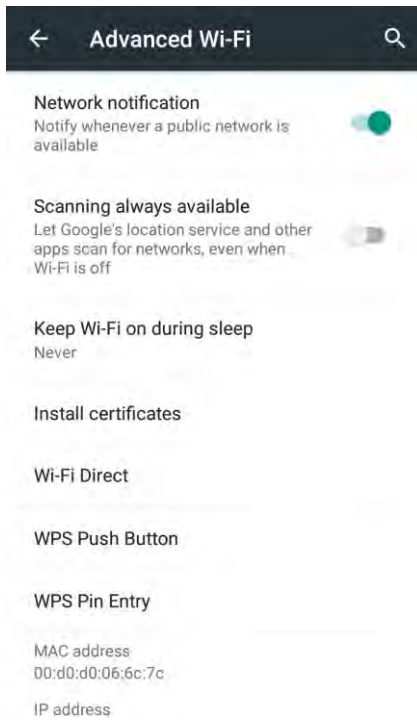 Advanced Wi-Fi
Network notification
Notify whenever a public network is
available
Scanning always available
Let Google's location service and other
apps scan for networks, even when
Wi-Fi is off
Keep Wi-Fi on during sleep
Never
Install certificates
Wi-Fi Direct
WPS Push Button
WPS Pin Entry
MAC address
00:d0:d0:06:6c:7c
IP address